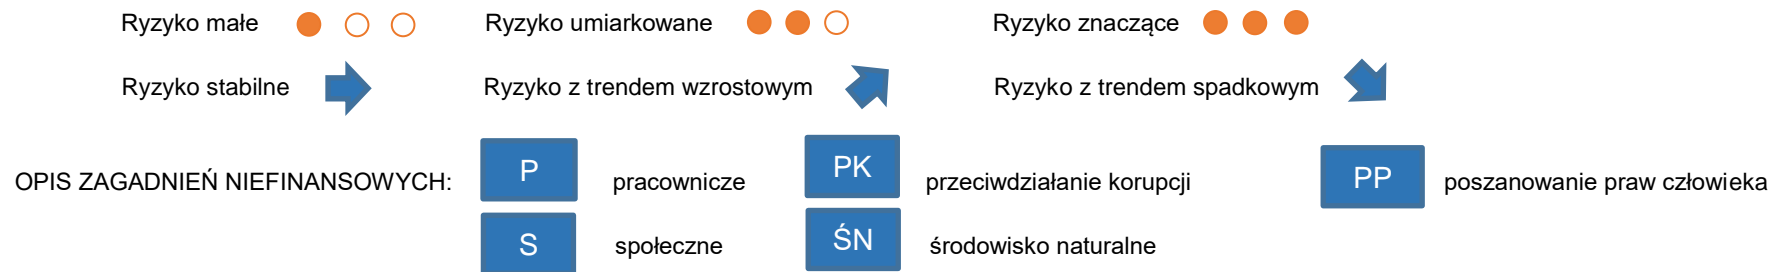 Ryzyko małe Ryzyko umiarkowane Ryzyko znaczące
Ryzyko stabilne Ryzyko z trendem wzrostowym Ryzyko z trendem spadkowym
OPIS ZAGADNIEŃ NIEFINANSOWYCH: P pracownicze PK przeciwdziałanie korupcji PP poszanowanie praw człowieka
S społeczne ŚN środowisko naturalne